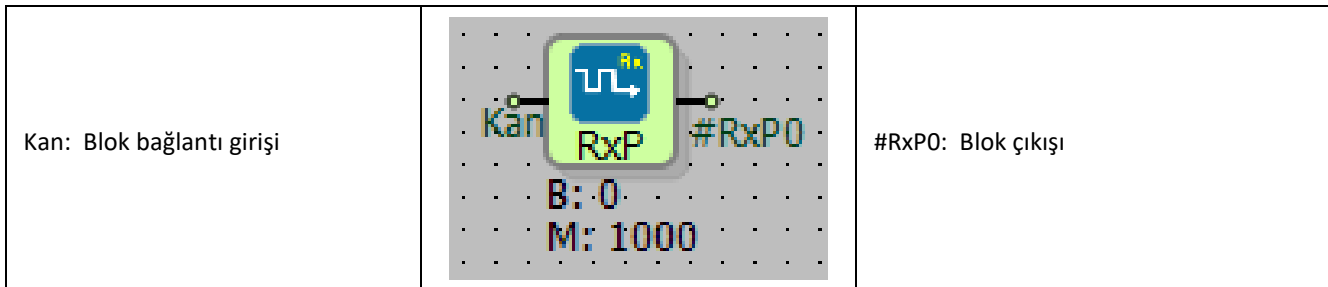 Kan: Blok bağlantı girişi
Rx
Kan
RxP
#RxP0
B: 0
M: 1000
#RxP0: Blok çıkışı